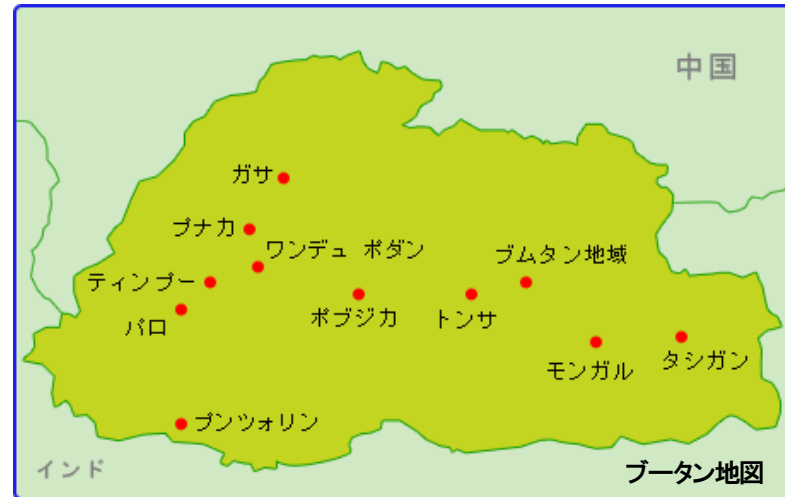 中国
ガサ
プナカ
ワンデュ ポダン
ティンプー
ブムタン地域
パロ
ポブジカ
トンサ
モンガル
タシガン
プンツォリン
インド
ブータン地図